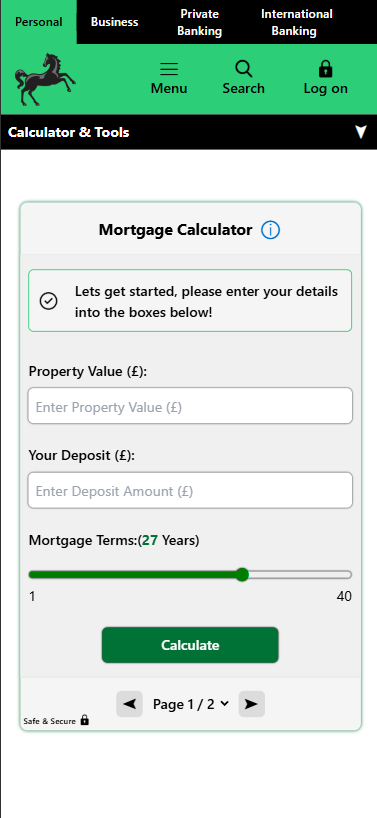 Personal
Business
Private
Banking
International
Banking
Menu
Search
Log on
Calculator & Tools
Mortgage Calculator
Lets get started, please enter your details
into the boxes below!
Property Value (£):
Enter Property Value (£)
Your Deposit (£):
Enter Deposit Amount (£)
Mortgage Terms:(27 Years)
1 40
Calculate
Page 1 / 2
Safe & Secure